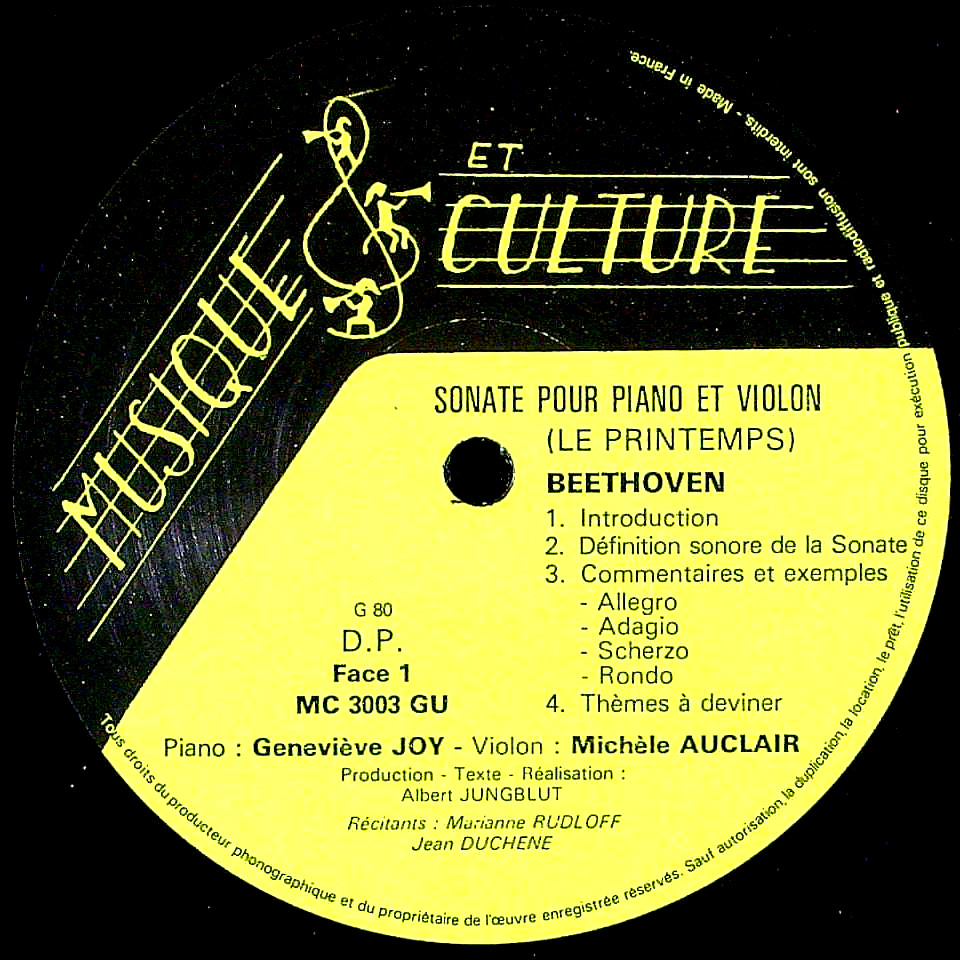 MUSIQUE
ET
CULTURE
SONATE POUR PIANO ET VIOLON
(LE PRINTEMPS)
BEETHOVEN
1. Introduction
2. Définition sonore de la Sonate
3. Commentaires et exemples
- Allegro
- Adagio
- Scherzo
- Rondo
4. Thèmes à deviner
G 80
D.P.
Face 1
MC 3003 GU
Piano : Geneviève JOY - Violon : Michèle AUCLAIR
Production - Texte - Réalisation :
Albert JUNGBLUT
Récitants : Marianne RUDLOFF
Jean DUCHENE
Tous droits du producteur phonographique et du propriétaire de l'œuvre enregistrée réservés. Sauf autorisation, la duplication, la location, le prêt, l'utilisation de ce disque pour exécution publique et radiodiffusion sont interdits. - Made in France.